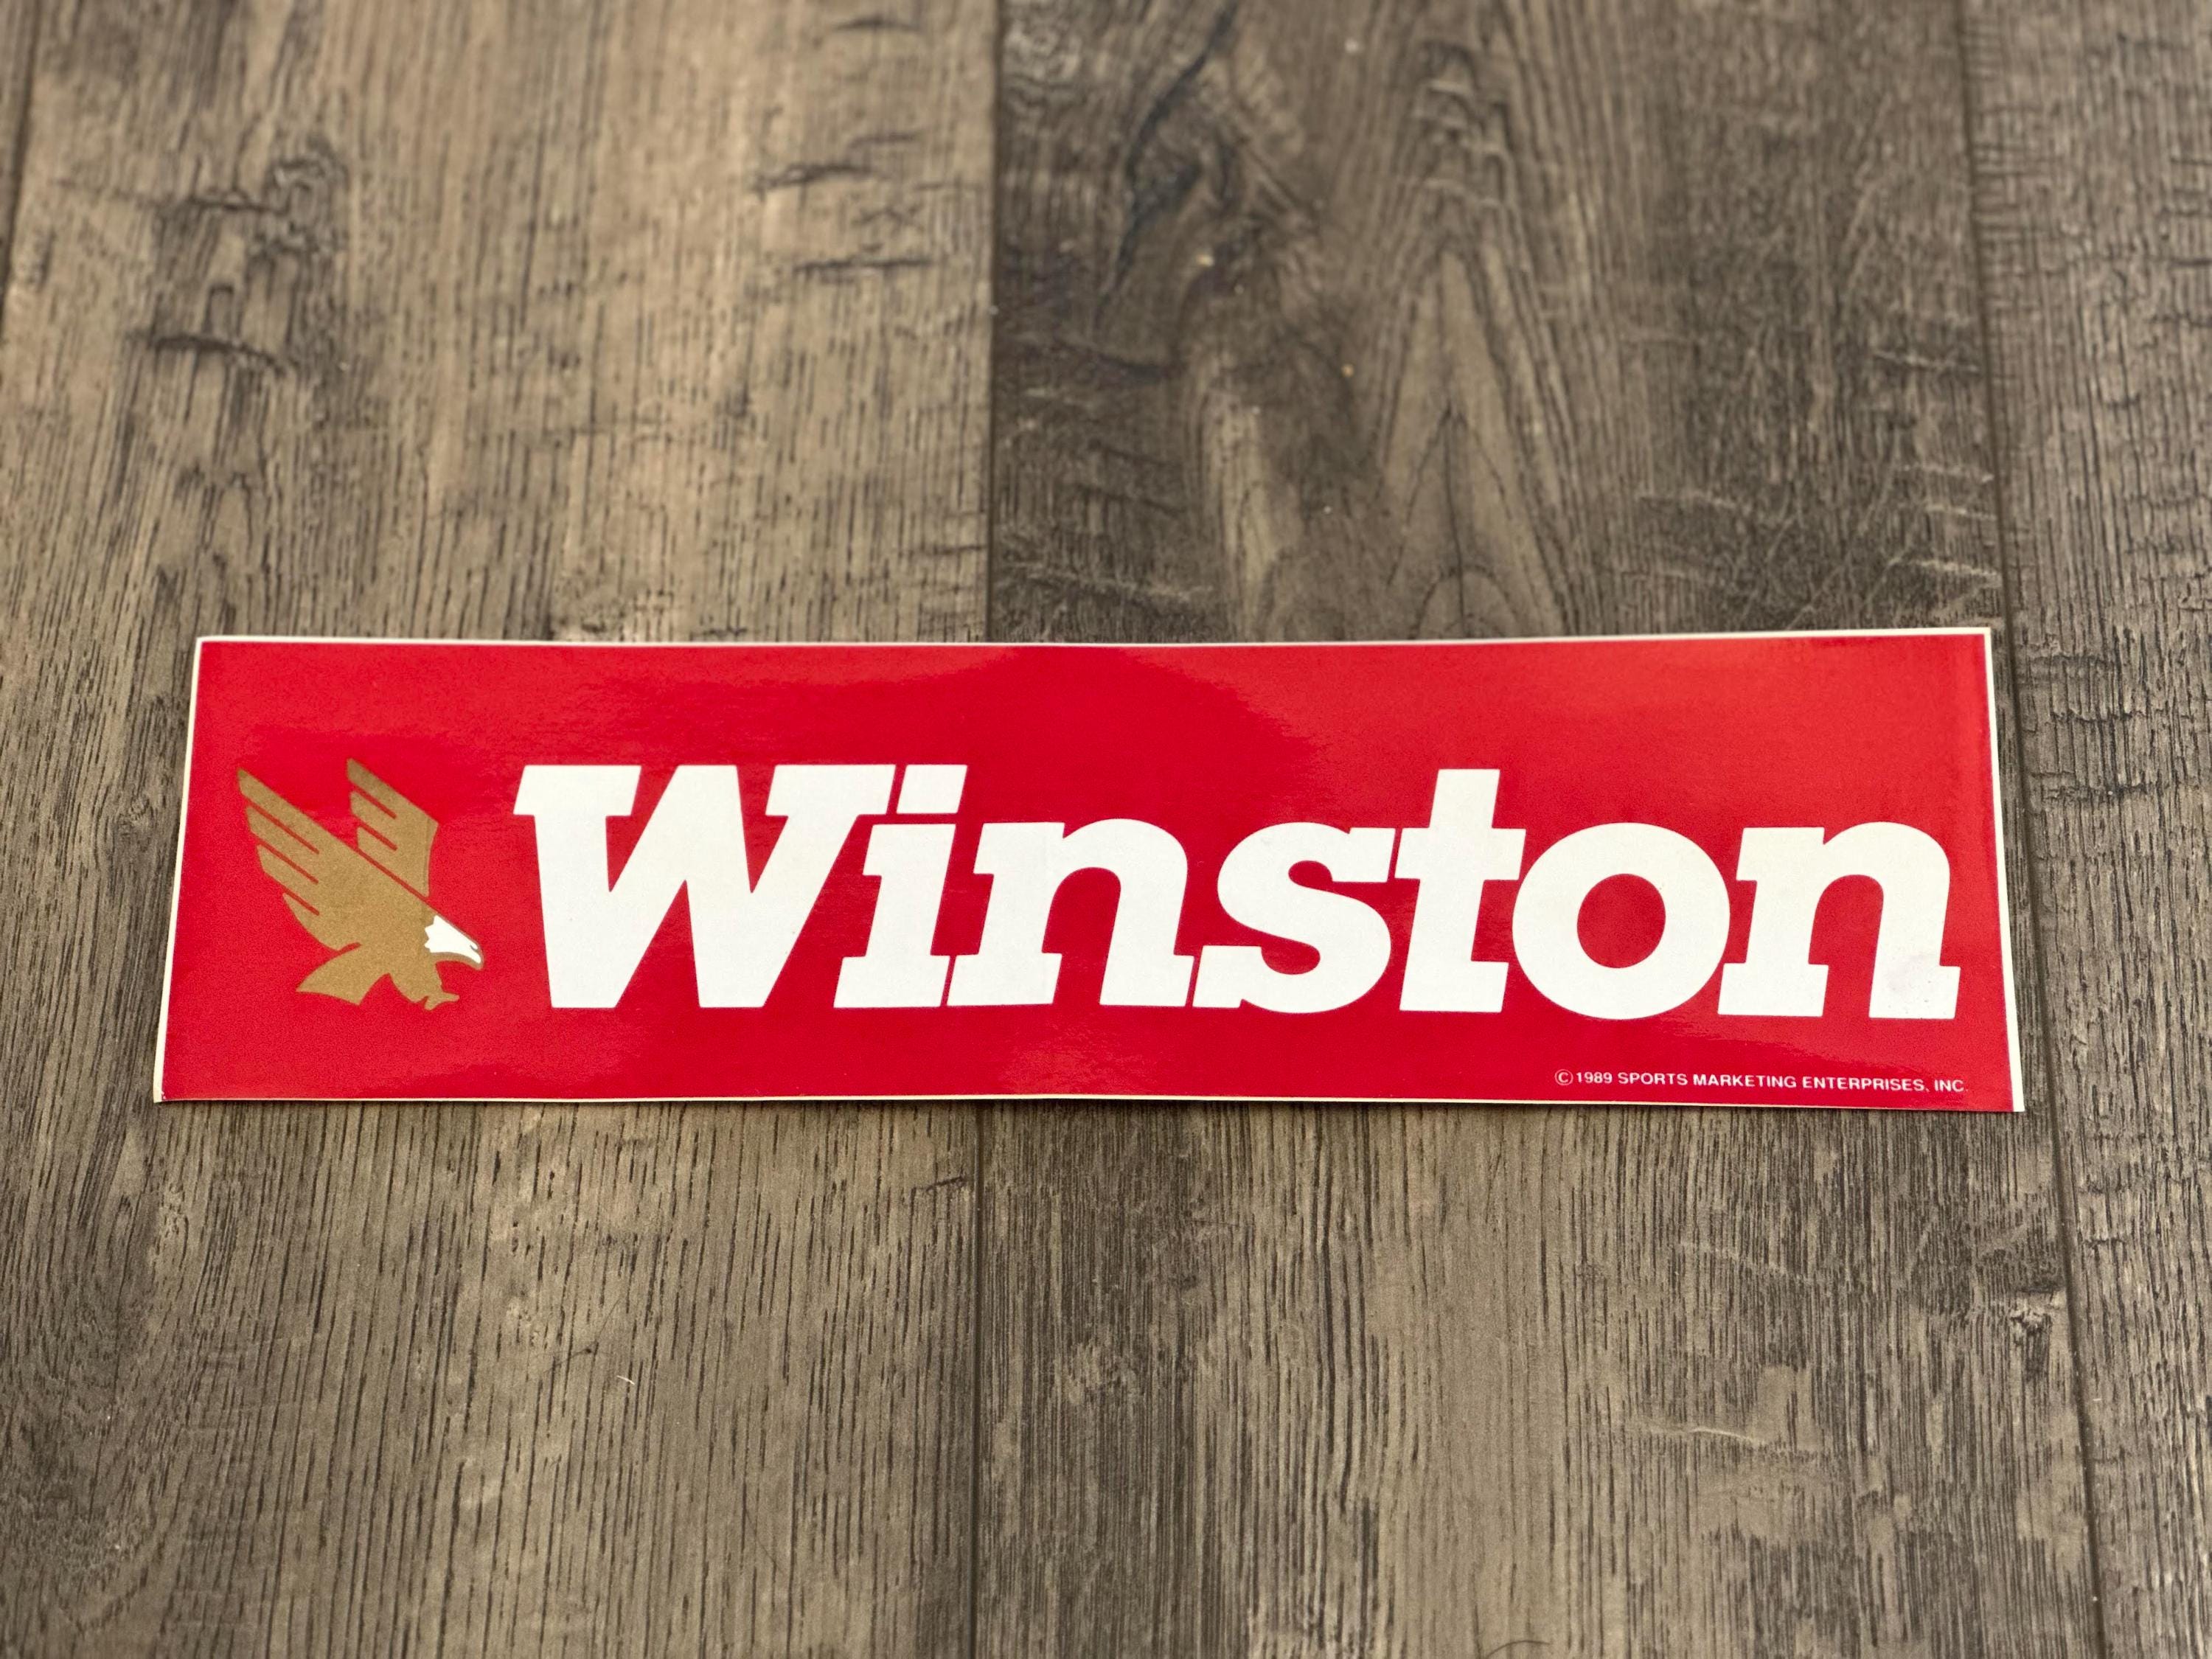 Winston
©1989 SPORTS MARKETING ENTERPRISES, INC.